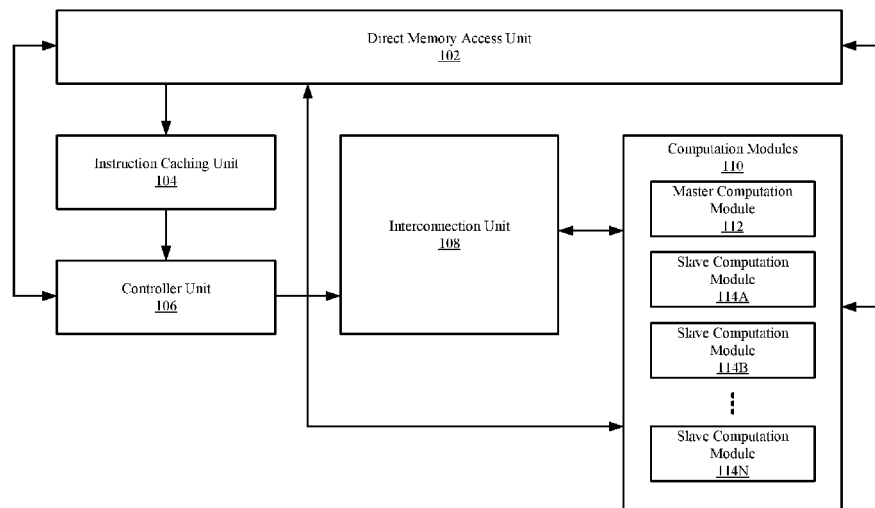 Direct Memory Access Unit
102
Instruction Caching Unit
104
Controller Unit
106
Interconnection Unit
108
Computation Modules
110
Master Computation
Module
112
Slave Computation
Module
114A
Slave Computation
Module
114B
Slave Computation
Module
114N